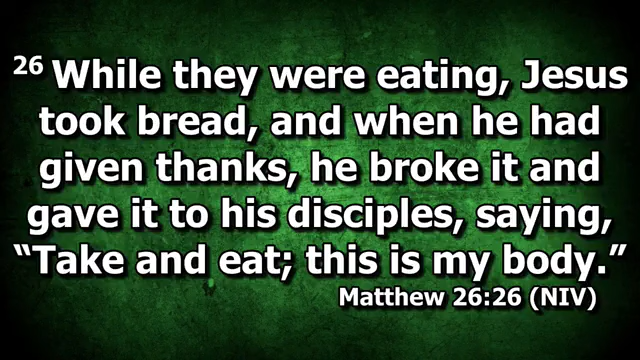 26 While they were eating, Jesus
took bread, and when he had
given thanks, he broke it and
gave it to his disciples, saying,
“Take and eat; this is my body.”
Matthew 26:26 (NIV)